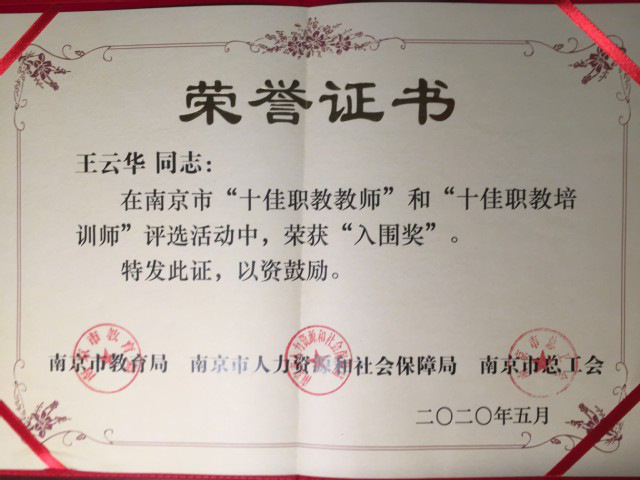 荣誉证书
王云华 同志：
在南京市“十佳职教教师”和“十佳职教培
训师”评选活动中，荣获“入围奖”。
特发此证，以资鼓励。
南京市教育局 南京市人力资源和社会保障局 南京市总工会
二〇二〇年五月